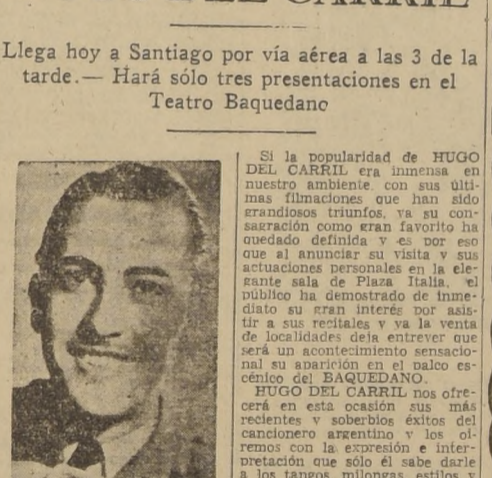 DEL CARRIL
Llega hoy a Santiago por vía aérea a las 3 de la
tarde.— Hará sólo tres presentaciones en el
Teatro Baquedano
Si la popularidad de HUGO
DEL CARRIL era inmensa en
nuestro ambiente, con sus últi-
mas filmaciones que han sido
grandiosos triunfos, ya su con-
sagración como gran favorito ha
quedado definida y es por eso
que al anunciar su visita y sus
actuaciones personales en la ele-
gante sala de Plaza Italia, el
público ha demostrado de inme-
diato su gran interés por asis-
tir a sus recitales y ya la venta
de localidades deja entrever que
será un acontecimiento sensacio-
nal su aparición en el palco es-
cénico del BAQUEDANO.
HUGO DEL CARRIL nos ofre-
cerá en esta ocasión sus más
recientes y soberbios éxitos del
cancionero argentino y los oi-
remos con la expresión e inter-
pretación que sólo él sabe darle
a los tangos, milongas, estilos y